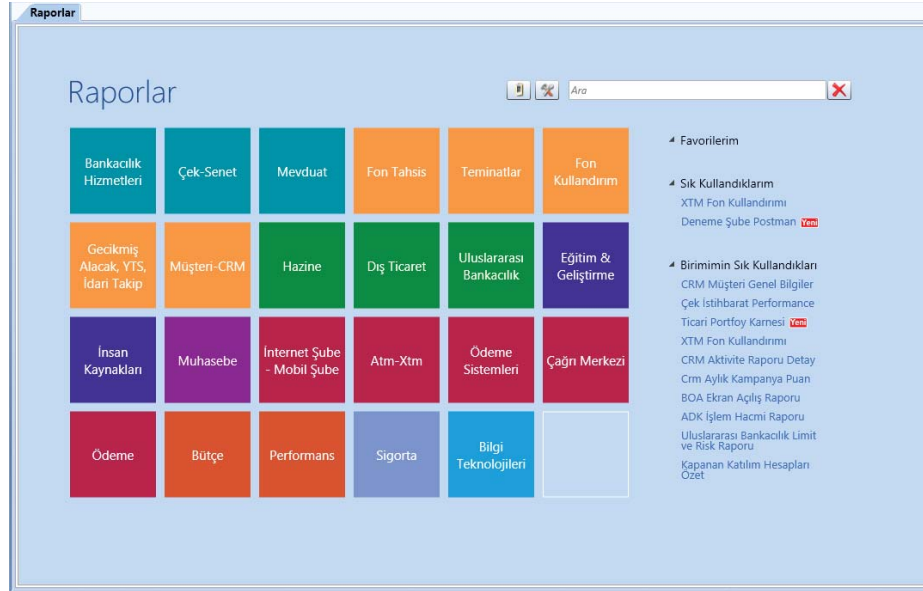 Raporlar
Raporlar
Ara
Bankacılık
Hizmetleri
Çek-Senet
Mevduat
Fon Tahsis
Teminatlar
Fon
Kullandırım
Gecikmiş
Alacak, YTS,
İdari Takip
Müşteri-CRM
Hazine
Dış Ticaret
Uluslararası
Bankacılık
Eğitim &
Geliştirme
İnsan
Kaynakları
Muhasebe
İnternet Şube
- Mobil Şube
Atm-Xtm
Ödeme
Sistemleri
Çağrı Merkezi
Ödeme
Bütçe
Performans
Sigorta
Bilgi
Teknolojileri
Favorilerim
Sık Kullandıklarım
XTM Fon Kullandırımı
Deneme Şube Postman Yeni
Birimimin Sık Kullandıkları
CRM Müşteri Genel Bilgiler
Çek İstihbarat Performance
Ticari Portfoy Karnesi Yeni
XTM Fon Kullandırımı
CRM Aktivite Raporu Detay
Crm Aylık Kampanya Puan
BOA Ekran Açılış Raporu
ADK İşlem Hacmi Raporu
Uluslararası Bankacılık Limit
ve Risk Raporu
Kapanan Katılım Hesapları
Özet